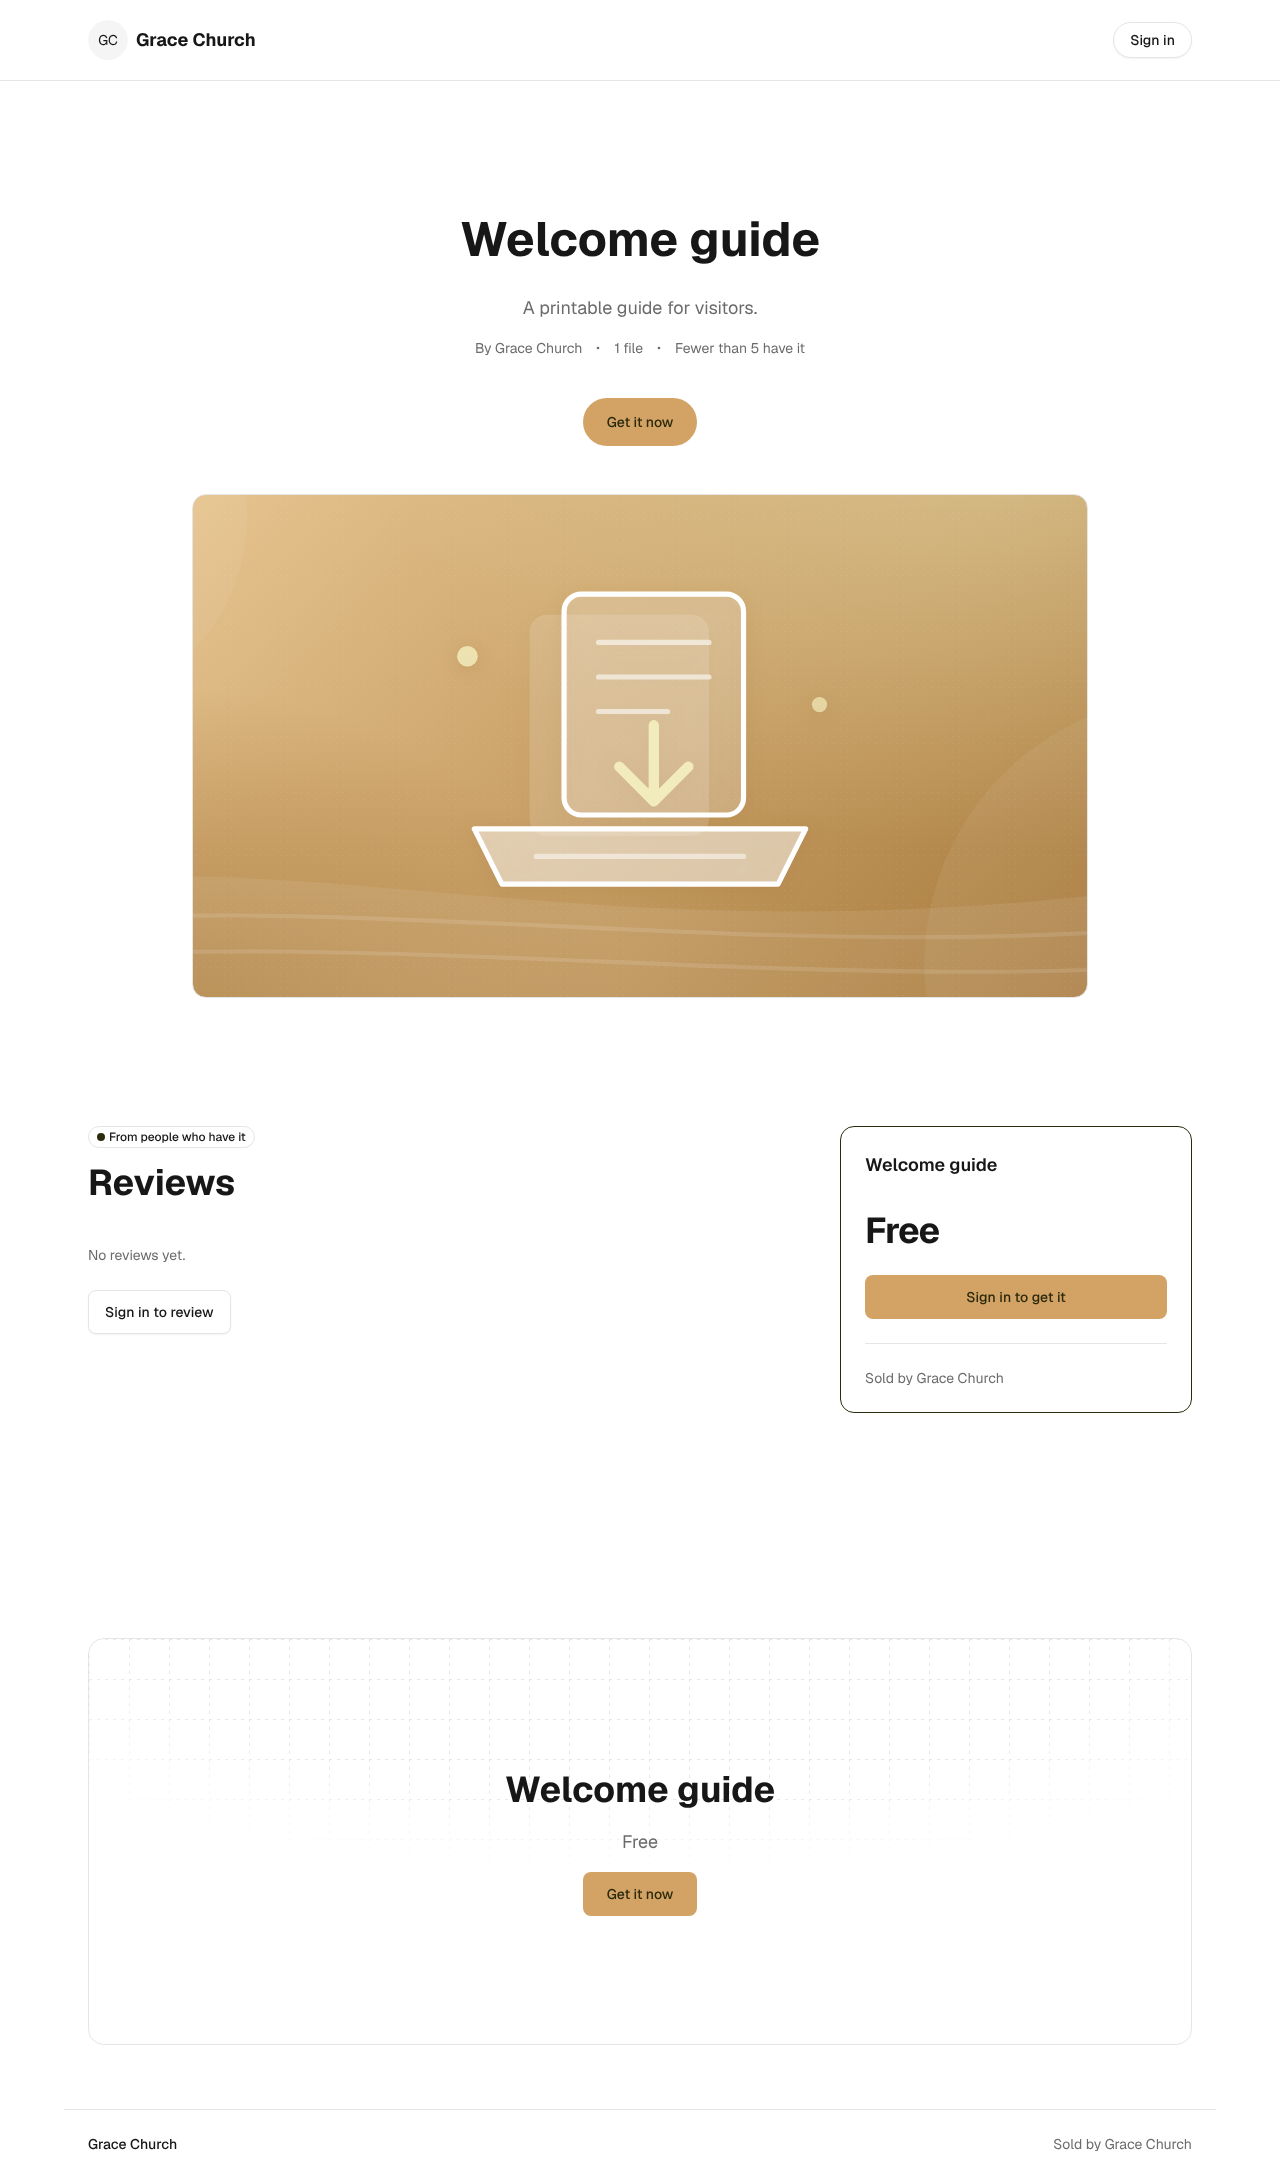 GC Grace Church
Sign in
Welcome guide
A printable guide for visitors.
By Grace Church • 1 file • Fewer than 5 have it
Get it now
From people who have it
Reviews
No reviews yet.
Sign in to review
Welcome guide
Free
Sign in to get it
Sold by Grace Church
Welcome guide
Free
Get it now
Grace Church
Sold by Grace Church